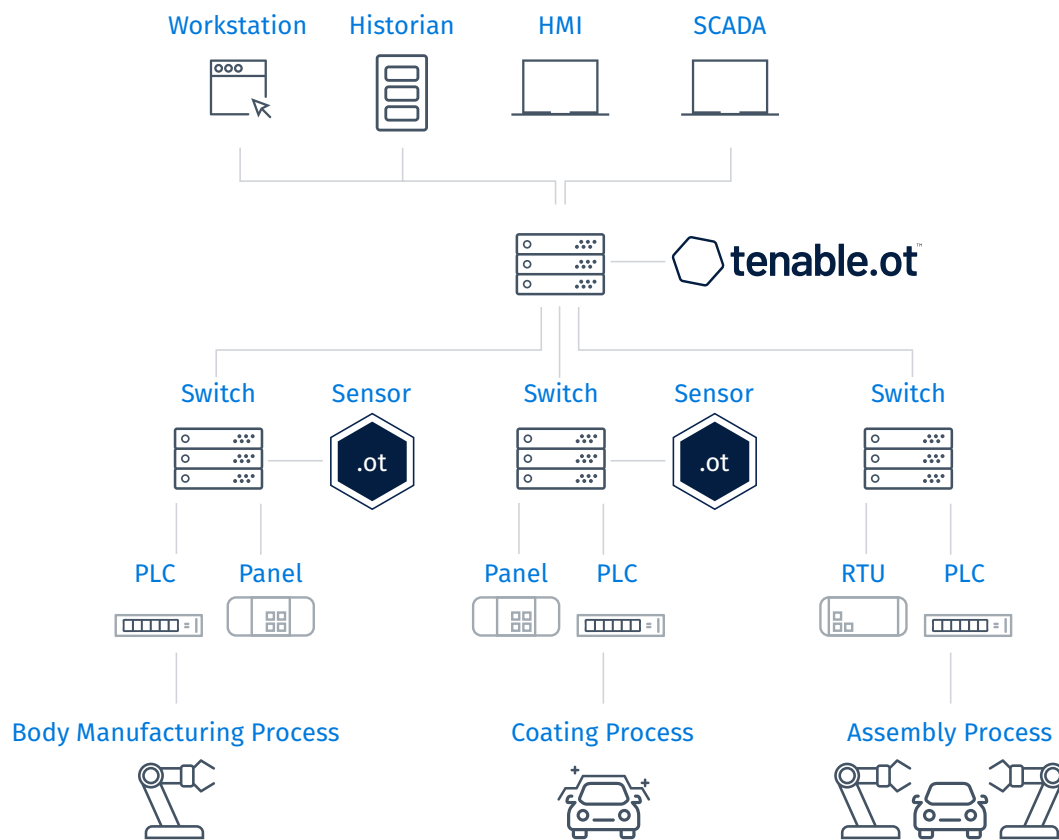 Workstation
Historian
HMI
SCADA
tenable.ot™
Switch
Sensor
Switch
Sensor
Switch
.ot
.ot
PLC
Panel
Panel
PLC
RTU
PLC
Body Manufacturing Process
Coating Process
Assembly Process